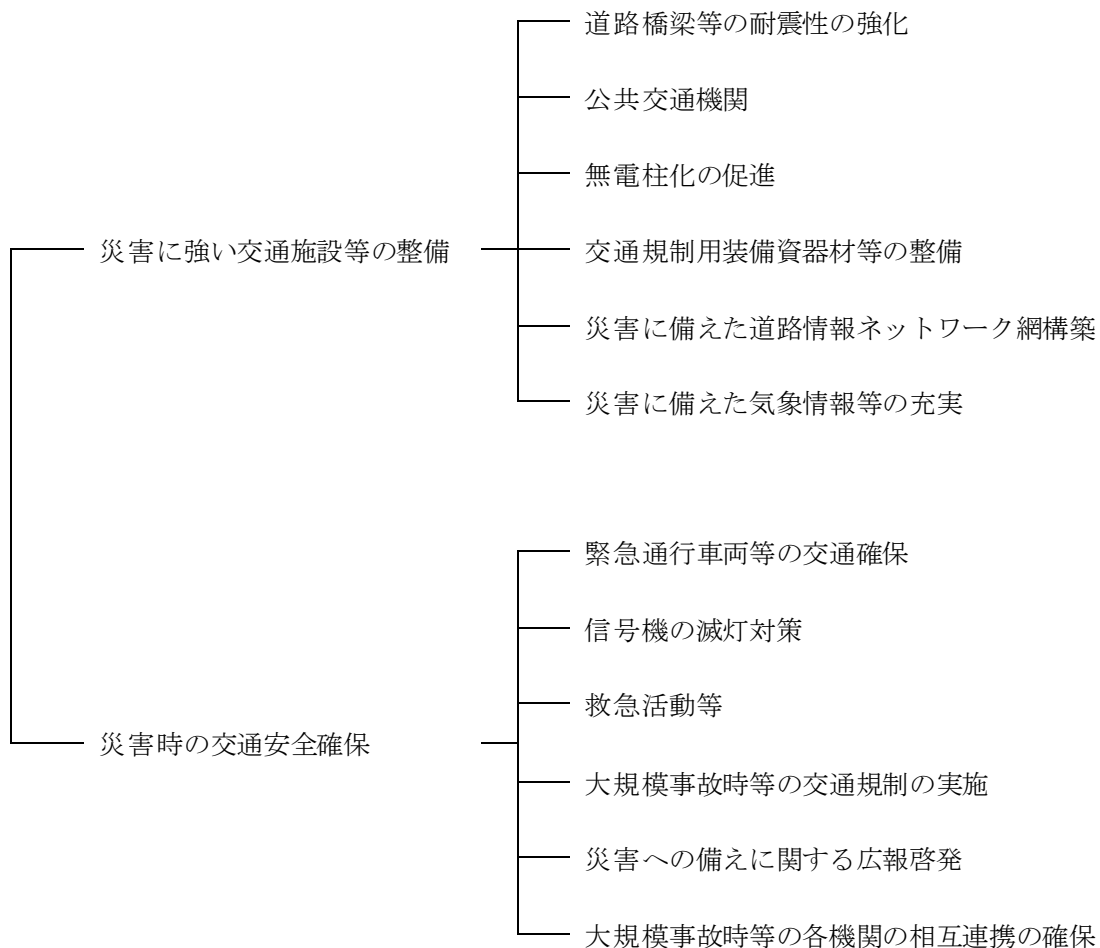 道路橋梁等の耐震性の強化
公共交通機関
無電柱化の促進
災害に強い交通施設等の整備
交通規制用装備資器材等の整備
災害に備えた道路情報ネットワーク網構築
災害に備えた気象情報等の充実
緊急通行車両等の交通確保
信号機の滅灯対策
救急活動等
災害時の交通安全確保
大規模事故時等の交通規制の実施
災害への備えに関する広報啓発
大規模事故時等の各機関の相互連携の確保